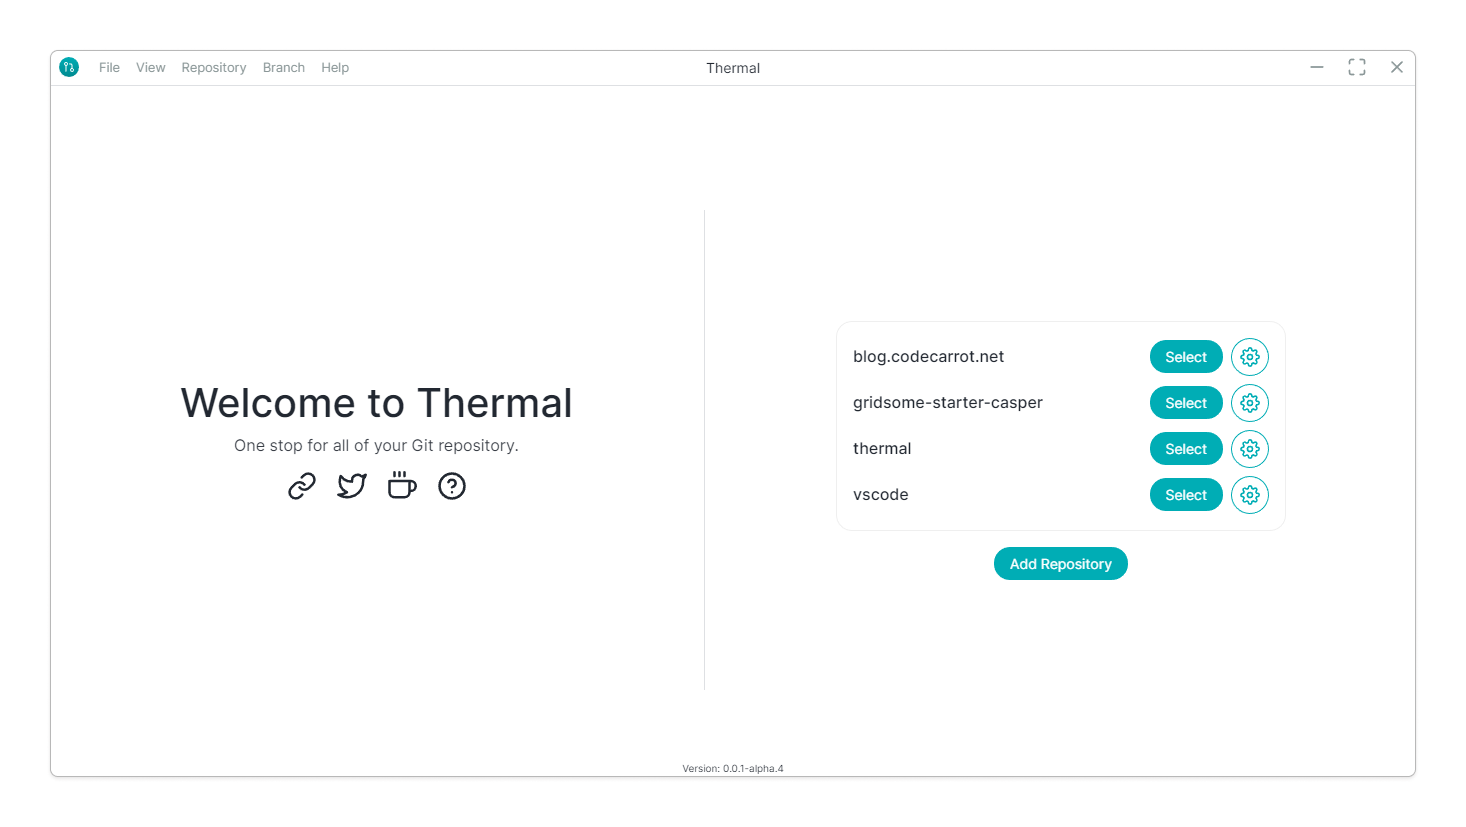 File View Repository Branch Help
Thermal
Welcome to Thermal
One stop for all of your Git repository.
blog.codecarrot.net Select
gridsome-starter-casper Select
thermal Select
vscode Select
Add Repository
Version: 0.0.1-alpha.4